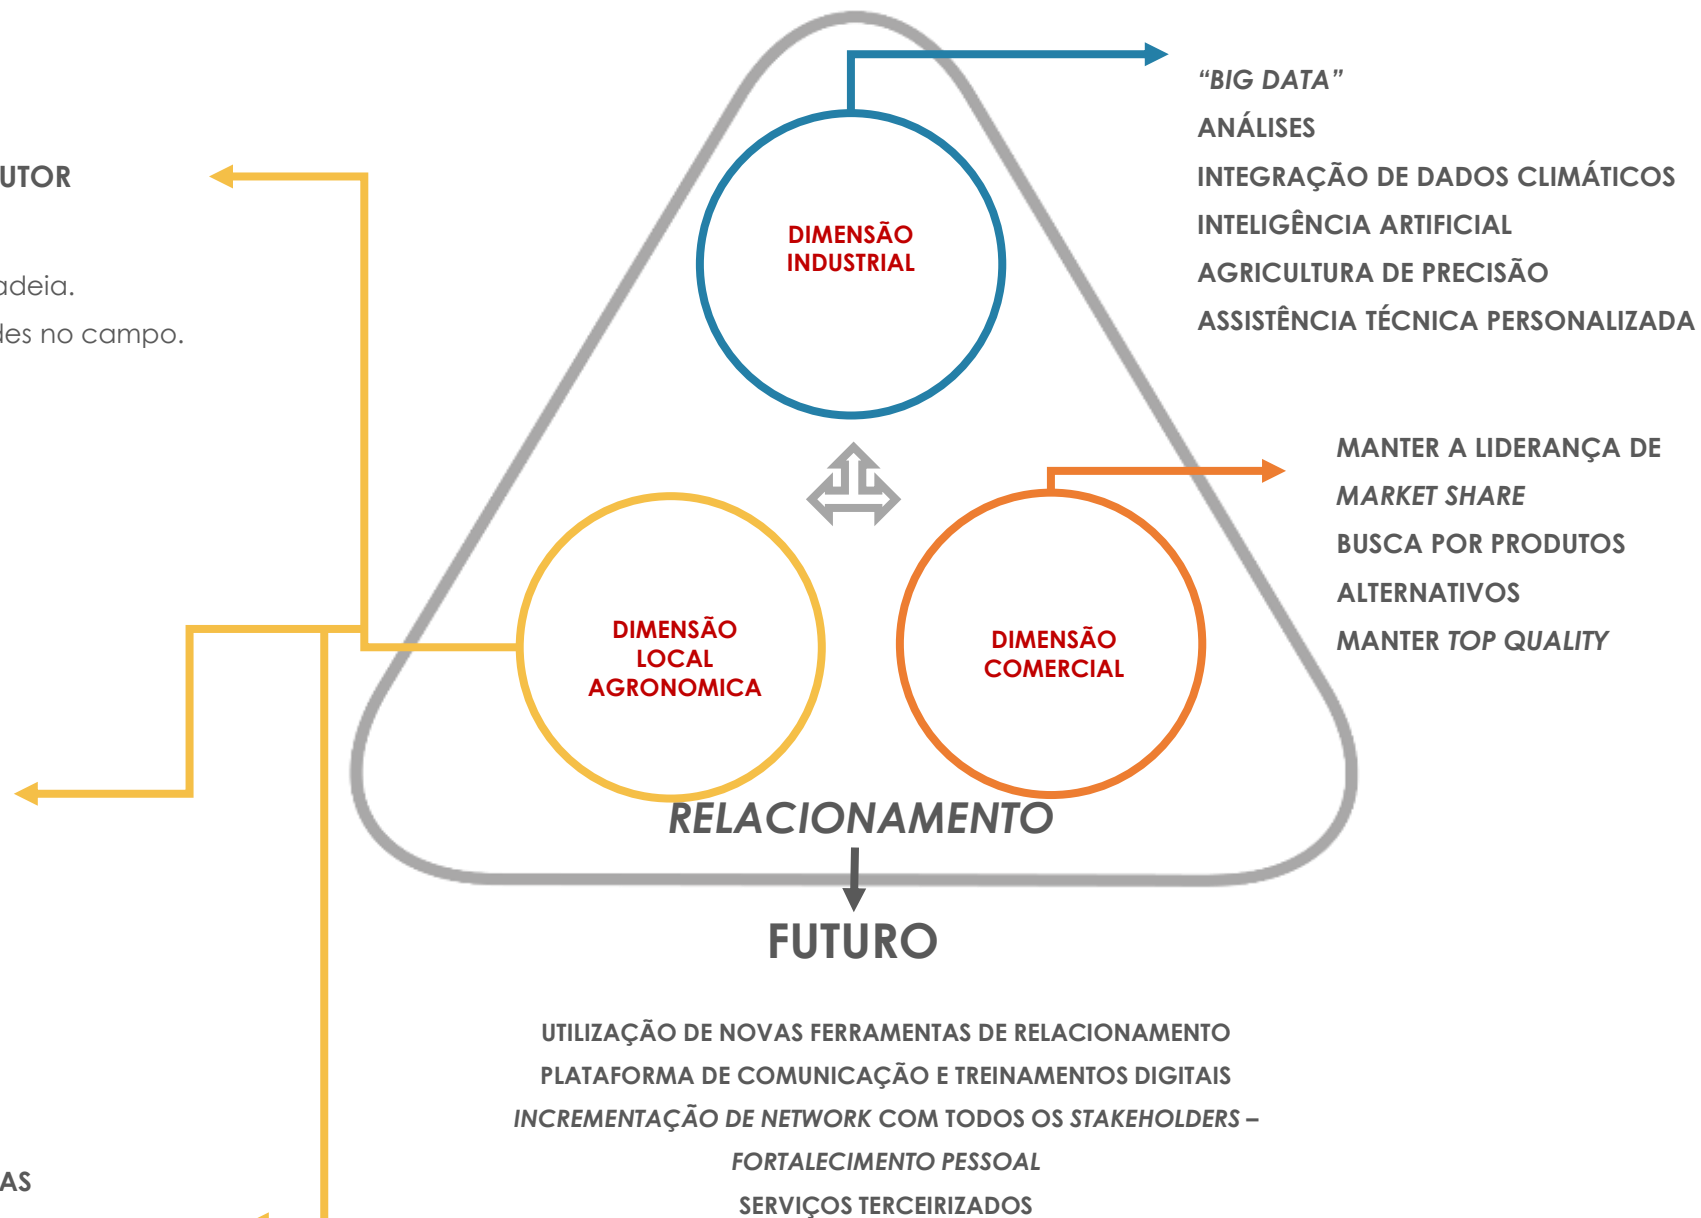 “BIG DATA”
ANÁLISES
INTEGRAÇÃO DE DADOS CLIMÁTICOS
INTELIGÊNCIA ARTIFICIAL
AGRICULTURA DE PRECISÃO
ASSISTÊNCIA TÉCNICA PERSONALIZADA
UTOR
adeia.
des no campo.
DIMENSÃO
INDUSTRIAL
MANTER A LIDERANÇA DE
MARKET SHARE
BUSCA POR PRODUTOS
ALTERNATIVOS
MANTER TOP QUALITY
DIMENSÃO
LOCAL
AGRONOMICA
DIMENSÃO
COMERCIAL
RELACIONAMENTO
FUTURO
UTILIZAÇÃO DE NOVAS FERRAMENTAS DE RELACIONAMENTO
PLATAFORMA DE COMUNICAÇÃO E TREINAMENTOS DIGITAIS
INCREMENTAÇÃO DE NETWORK COM TODOS OS STAKEHOLDERS –
FORTALECIMENTO PESSOAL
SERVIÇOS TERCEIRIZADOS
AS